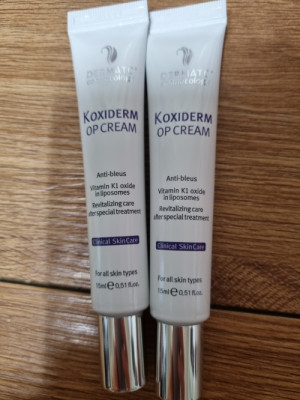 KOXIDERM
OP CREAM
Anti-bleus
Vitamin K1 oxide
in liposomes
Revitalizing care
after special treatment
Clinical SkinCare
For all skin types
15ml e 0,51 fl.oz.
KOXIDERM
OP CREAM
Anti-bleus
Vitamin K1 oxide
in liposomes
Revitalizing care
after special treatment
Clinical SkinCare
For all skin types
15ml e 0,51 fl.oz.